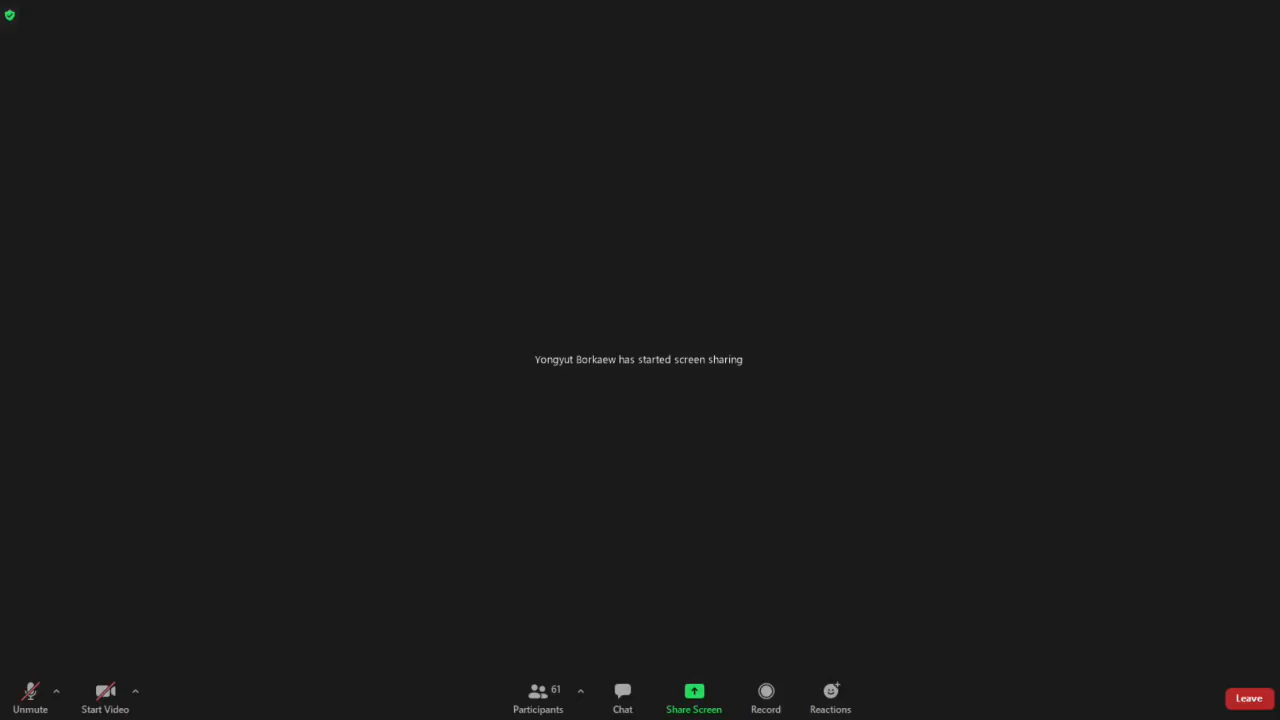 Yongyut Borkaew has started screen sharing
Unmute
Start Video
61
Participants
Chat
Share Screen
Record
Reactions
Leave